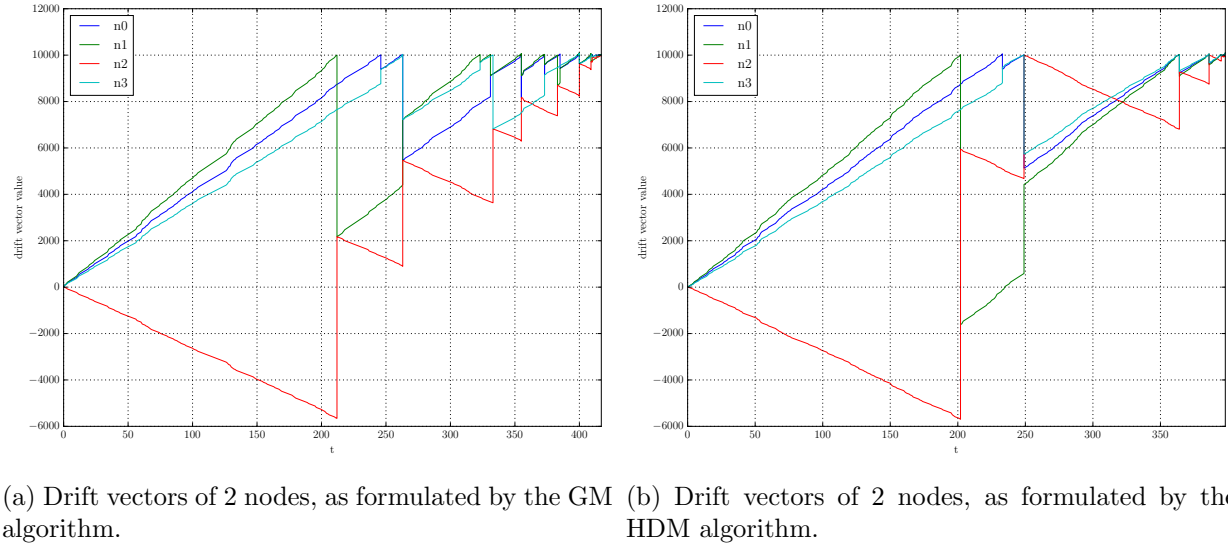 12000
10000
8000
6000
4000
2000
0
−2000
−4000
−6000
0
50
100
150
200
250
300
350
400
t
drift vector value
n0
n1
n2
n3
12000
10000
8000
6000
4000
2000
0
−2000
−4000
−6000
0
50
100
150
200
250
300
350
t
drift vector value
n0
n1
n2
n3
(a) Drift vectors of 2 nodes, as formulated by the GM
algorithm.
(b) Drift vectors of 2 nodes, as formulated by the
HDM algorithm.